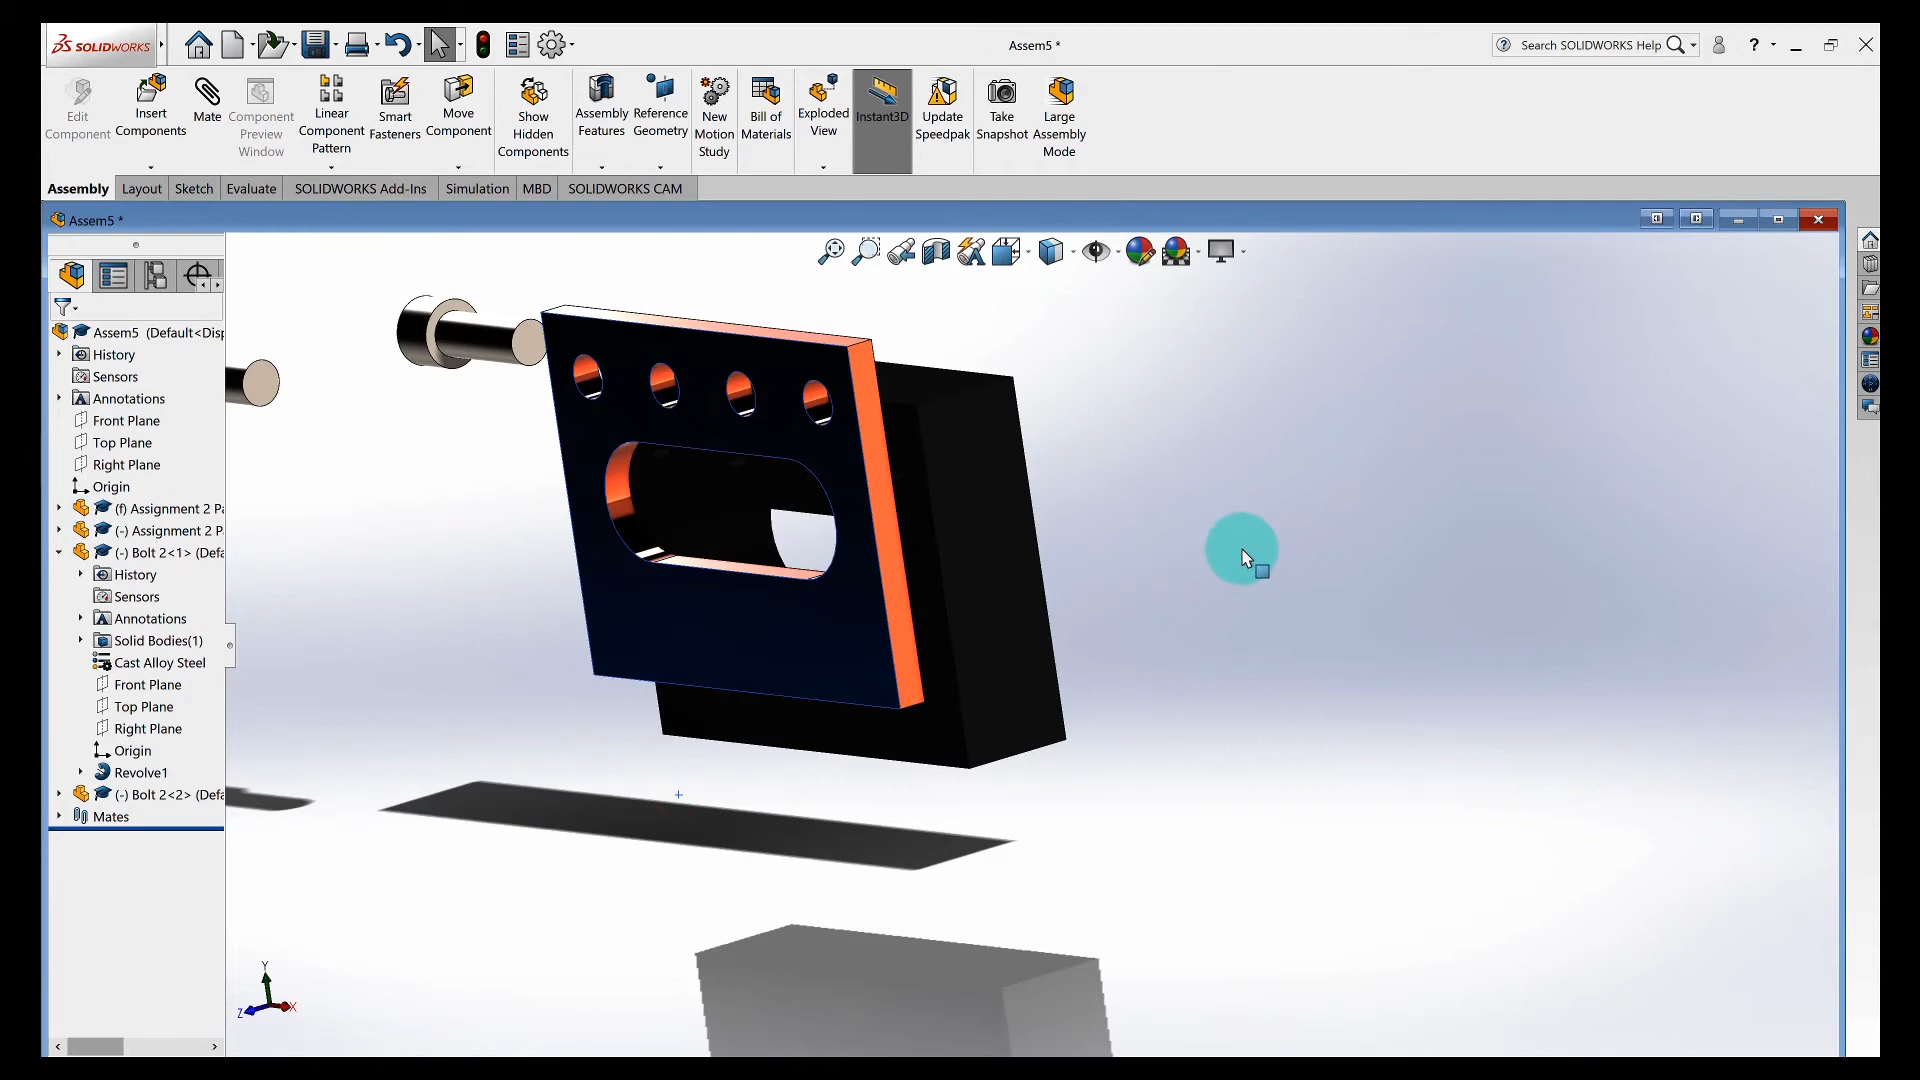 SOLIDWORKS
Assem5 *
Search SOLIDWORKS Help
?
Edit Component
Insert Components
Mate
Component Preview Window
Linear Component Pattern
Smart Fasteners
Move Component
Show Hidden Components
Assembly Features
Reference Geometry
New Motion Study
Bill of Materials
Exploded View
Instant3D
Update Speedpak
Take Snapshot
Large Assembly Mode
Assembly
Layout
Sketch
Evaluate
SOLIDWORKS Add-Ins
Simulation
MBD
SOLIDWORKS CAM
Assem5 *
Assem5 (Default<Disp
History
Sensors
Annotations
Front Plane
Top Plane
Right Plane
Origin
(f) Assignment 2 Pa
(-) Assignment 2 P
(-) Bolt 2<1> (Defa
History
Sensors
Annotations
Solid Bodies(1)
Cast Alloy Steel
Front Plane
Top Plane
Right Plane
Origin
Revolve1
(-) Bolt 2<2> (Defa
Mates
Y
Z
X